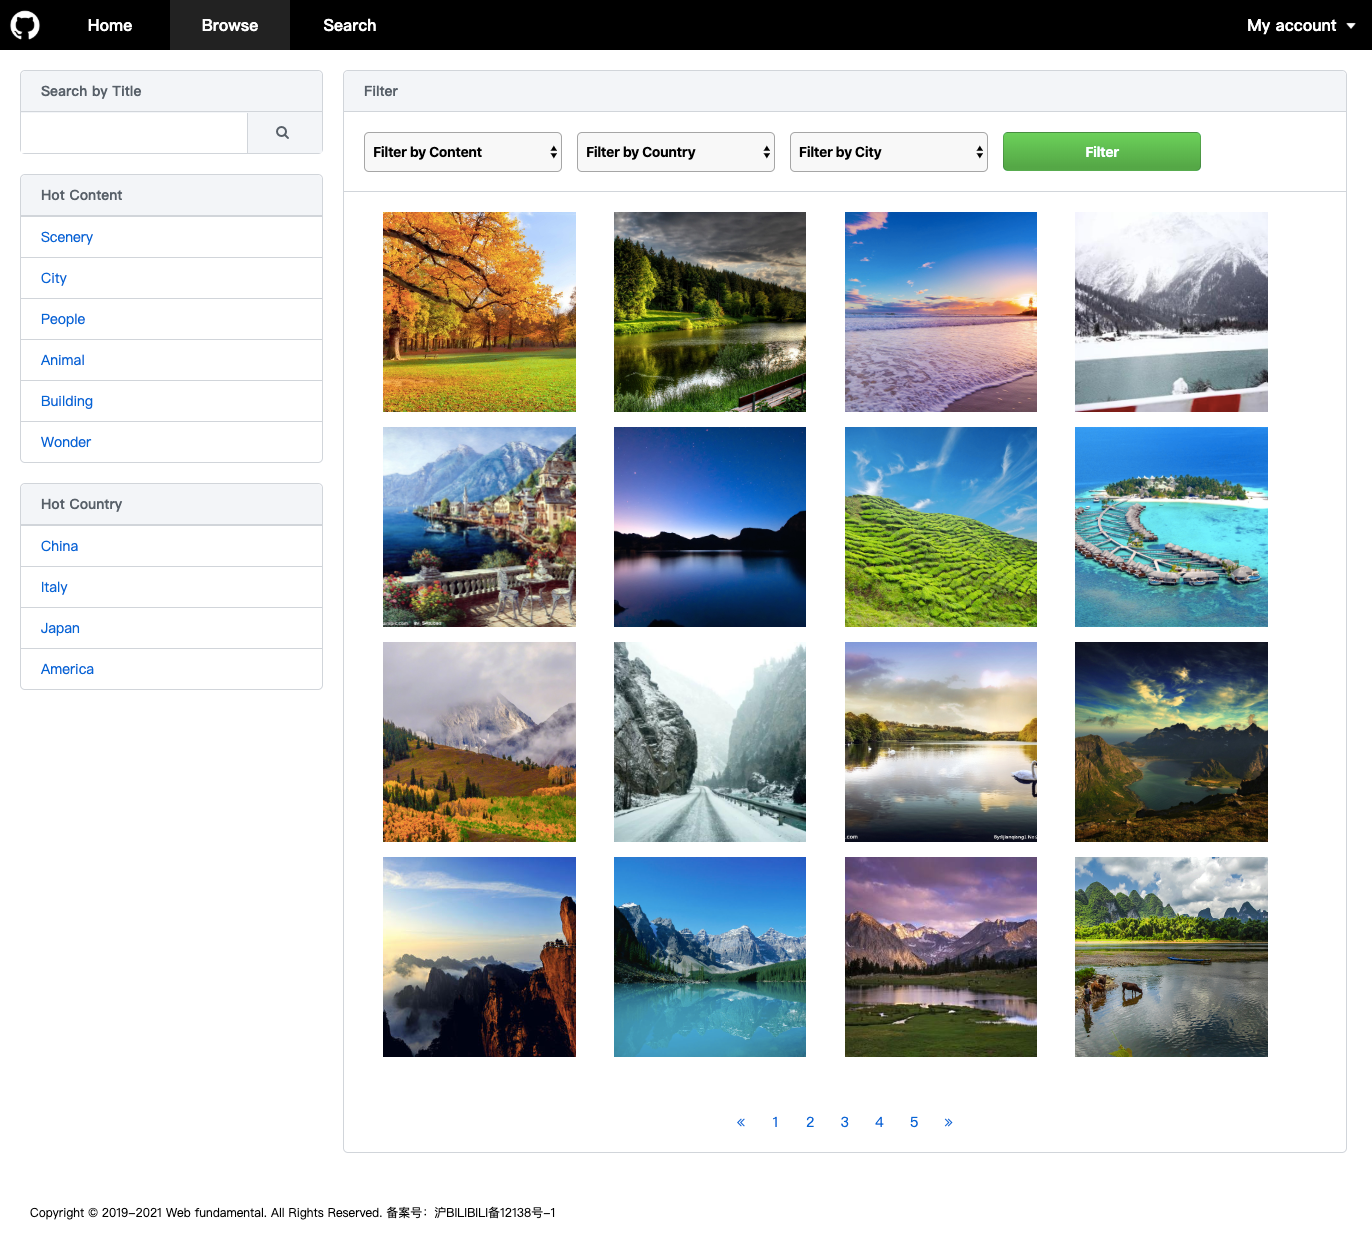 Home
Browse
Search
My account
Search by Title
Hot Content
Scenery
City
People
Animal
Building
Wonder
Hot Country
China
Italy
Japan
America
Filter
Filter by Content
Filter by Country
Filter by City
Filter
« 1 2 3 4 5 »
Copyright © 2019-2021 Web fundamental. All Rights Reserved. 备案号：沪BILIBILI备12138号-1